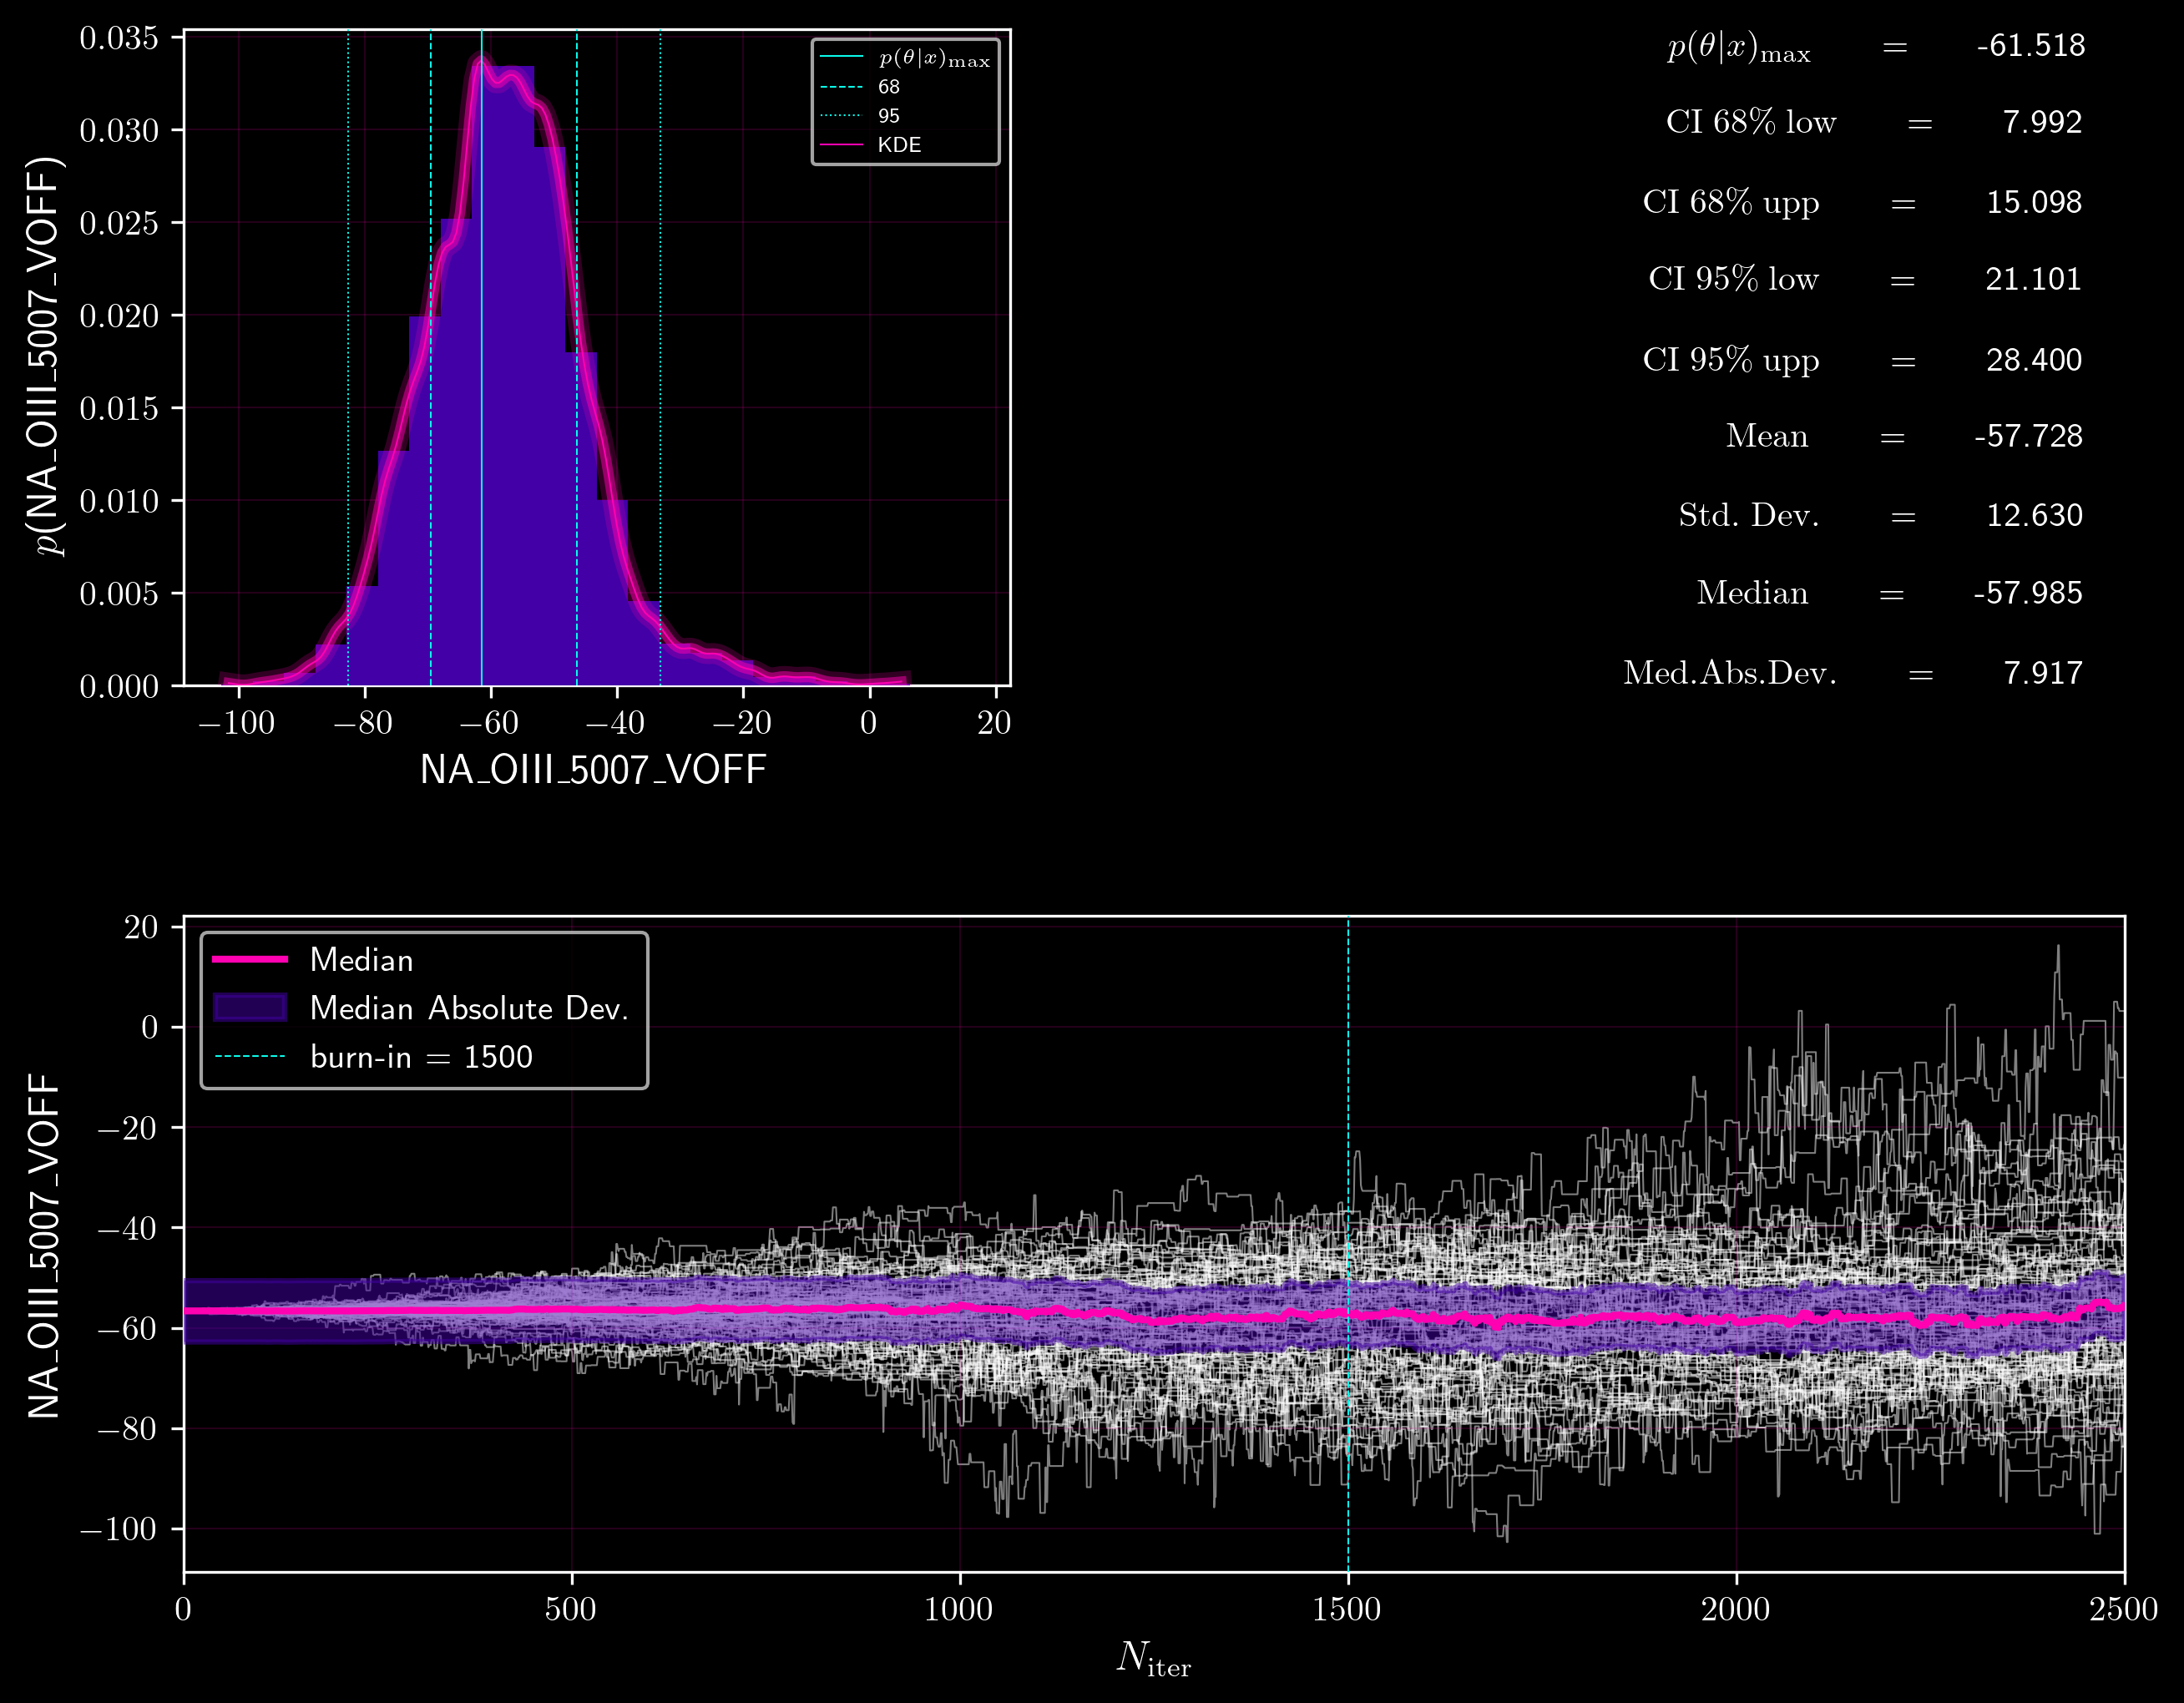 0.035
0.030
0.025
0.020
0.015
0.010
0.005
0.000
p(NA_OIII_5007_VOFF)
−100 −80 −60 −40 −20 0 20
NA_OIII_5007_VOFF
p(θ|x)max
68
95
KDE
p(θ|x)max = -61.518
CI 68% low = 7.992
CI 68% upp = 15.098
CI 95% low = 21.101
CI 95% upp = 28.400
Mean = -57.728
Std. Dev. = 12.630
Median = -57.985
Med.Abs.Dev. = 7.917
20
0
−20
−40
−60
−80
−100
NA_OIII_5007_VOFF
Median
Median Absolute Dev.
burn-in = 1500
0 500 1000 1500 2000 2500
Niter